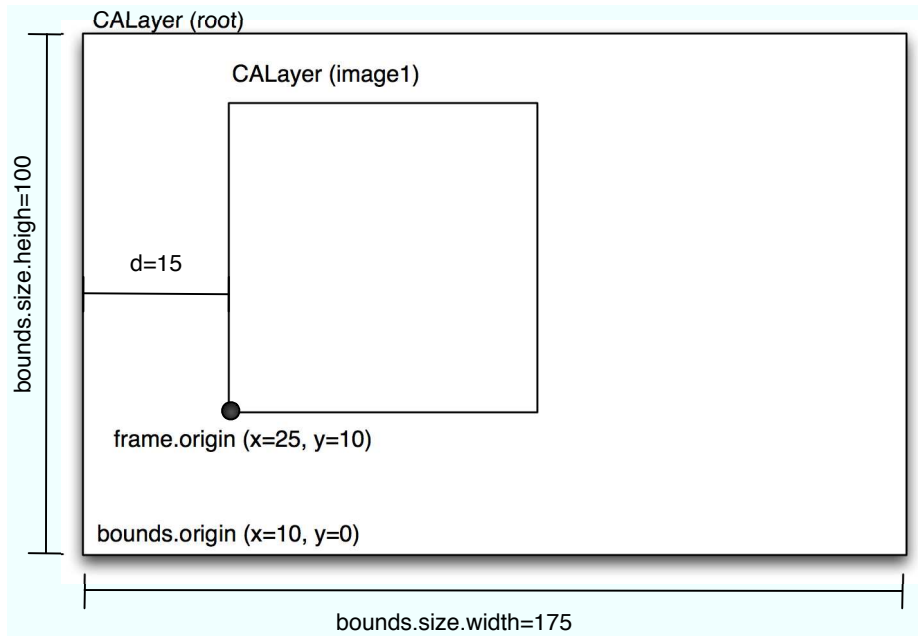 CALayer (root)
CALayer (image1)
bounds.size.heigh=100
d=15
frame.origin (x=25, y=10)
bounds.origin (x=10, y=0)
bounds.size.width=175